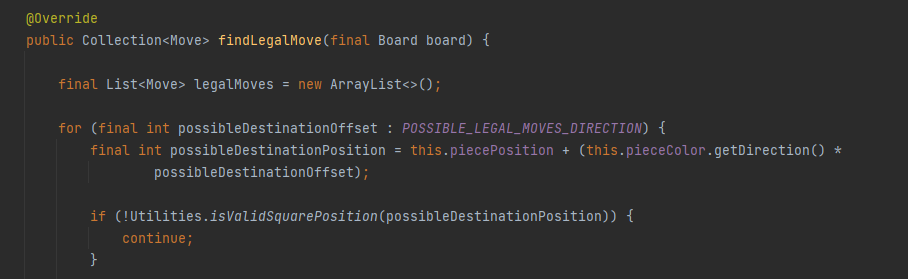 @Override
public Collection<Move> findLegalMove(final Board board) {
final List<Move> legalMoves = new ArrayList<>();
for (final int possibleDestinationOffset : POSSIBLE_LEGAL_MOVES_DIRECTION) {
final int possibleDestinationPosition = this.piecePosition + (this.pieceColor.getDirection() *
possibleDestinationOffset);
if (!Utilities.isValidSquarePosition(possibleDestinationPosition)) {
continue;
}